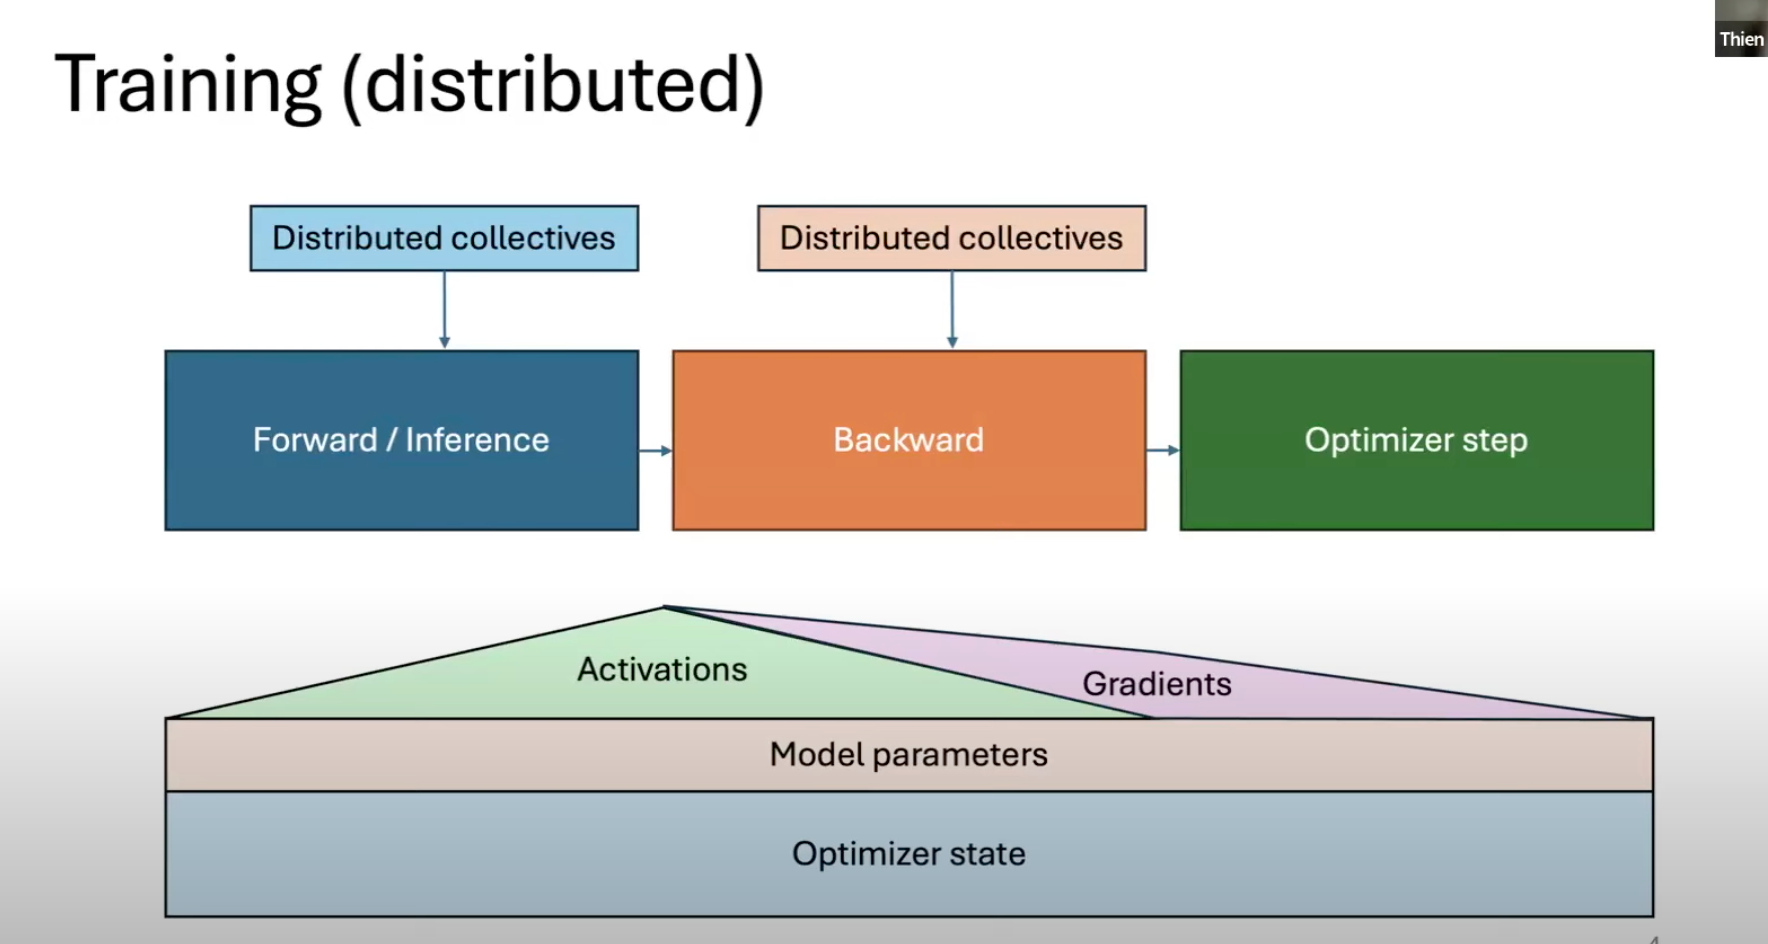 Thien
Training (distributed)
Distributed collectives
Distributed collectives
Forward / Inference
Backward
Optimizer step
Activations
Gradients
Model parameters
Optimizer state